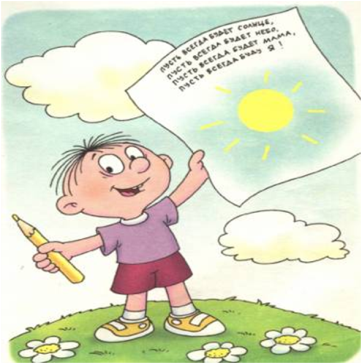 ПУСТЬ ВСЕГДА БУДЕТ СОЛНЦЕ,
ПУСТЬ ВСЕГДА БУДЕТ НЕБО,
ПУСТЬ ВСЕГДА БУДЕТ МАМА,
ПУСТЬ ВСЕГДА БУДУ Я !